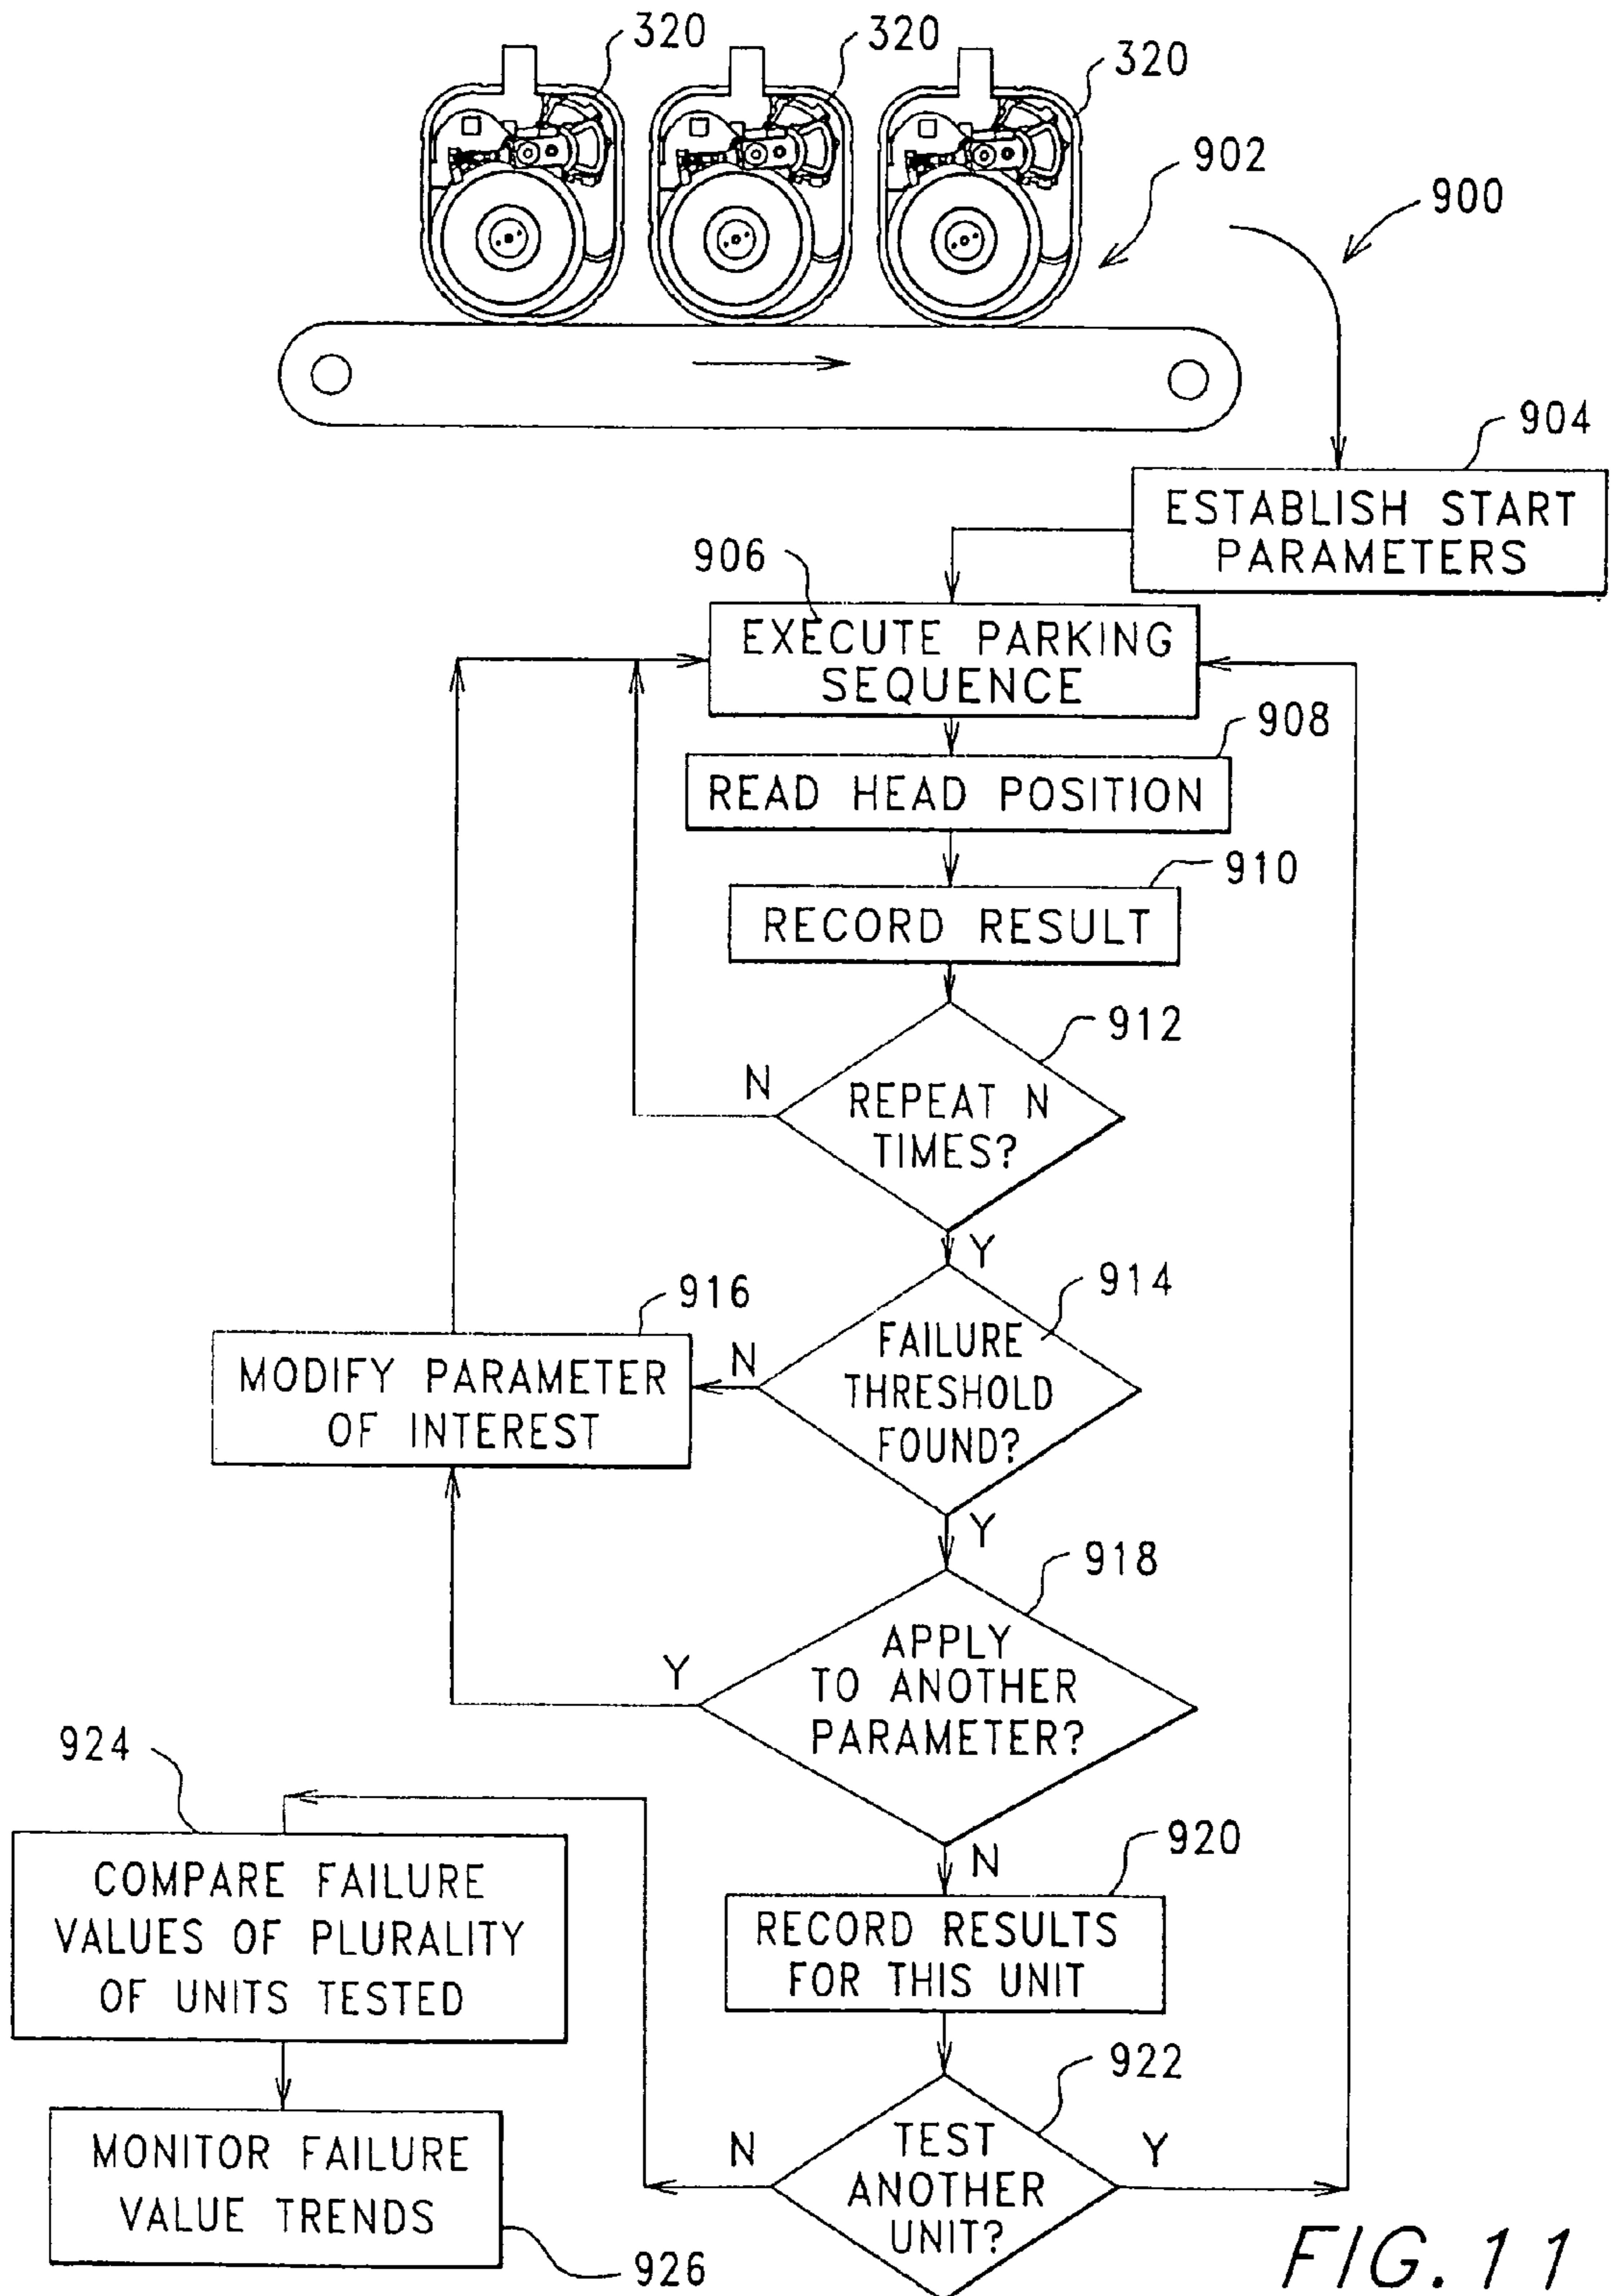 320
320
320
902
900
904
ESTABLISH START
PARAMETERS
906
EXECUTE PARKING
SEQUENCE
908
READ HEAD POSITION
910
RECORD RESULT
912
N
REPEAT N
TIMES?
Y
914
916
FAILURE
THRESHOLD
FOUND?
N
MODIFY PARAMETER
OF INTEREST
Y
918
APPLY
TO ANOTHER
PARAMETER?
Y
924
N
920
COMPARE FAILURE
VALUES OF PLURALITY
OF UNITS TESTED
RECORD RESULTS
FOR THIS UNIT
922
MONITOR FAILURE
VALUE TRENDS
N
TEST
ANOTHER
UNIT?
Y
926
FIG. 11